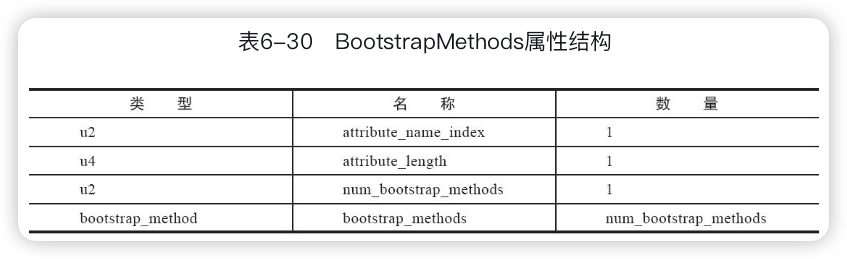 表6-30 BootstrapMethods属性结构
类 型 名 称 数 量
u2 attribute_name_index 1
u4 attribute_length 1
u2 num_bootstrap_methods 1
bootstrap_method bootstrap_methods num_bootstrap_methods